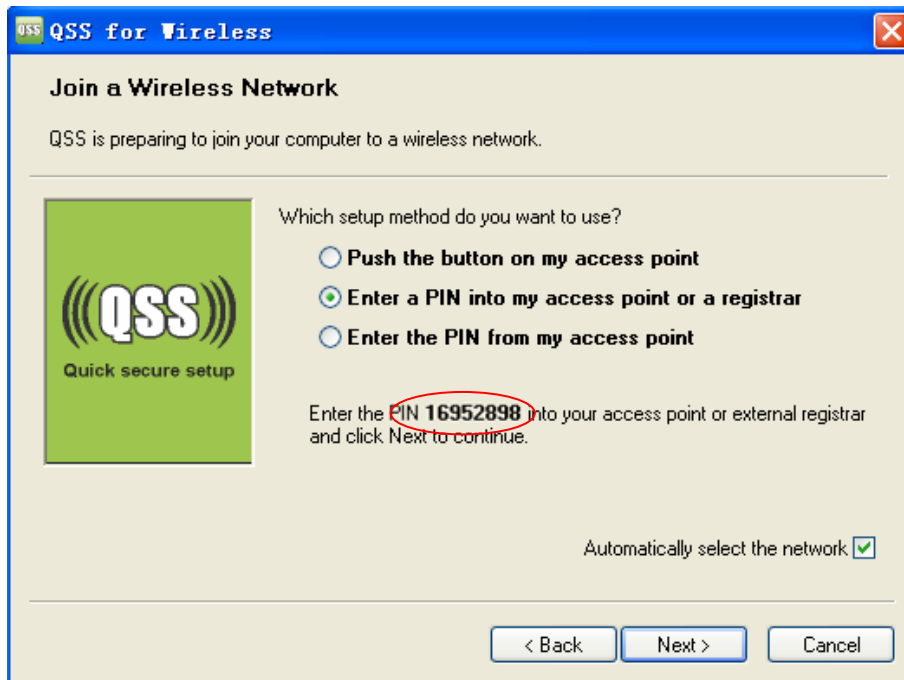 QSS QSS for Wireless
Join a Wireless Network
QSS is preparing to join your computer to a wireless network.
Which setup method do you want to use?
Push the button on my access point
Enter a PIN into my access point or a registrar
Enter the PIN from my access point
(((QSS)))
Quick secure setup
Enter the PIN 16952898 into your access point or external registrar
and click Next to continue.
Automatically select the network
< Back Next > Cancel